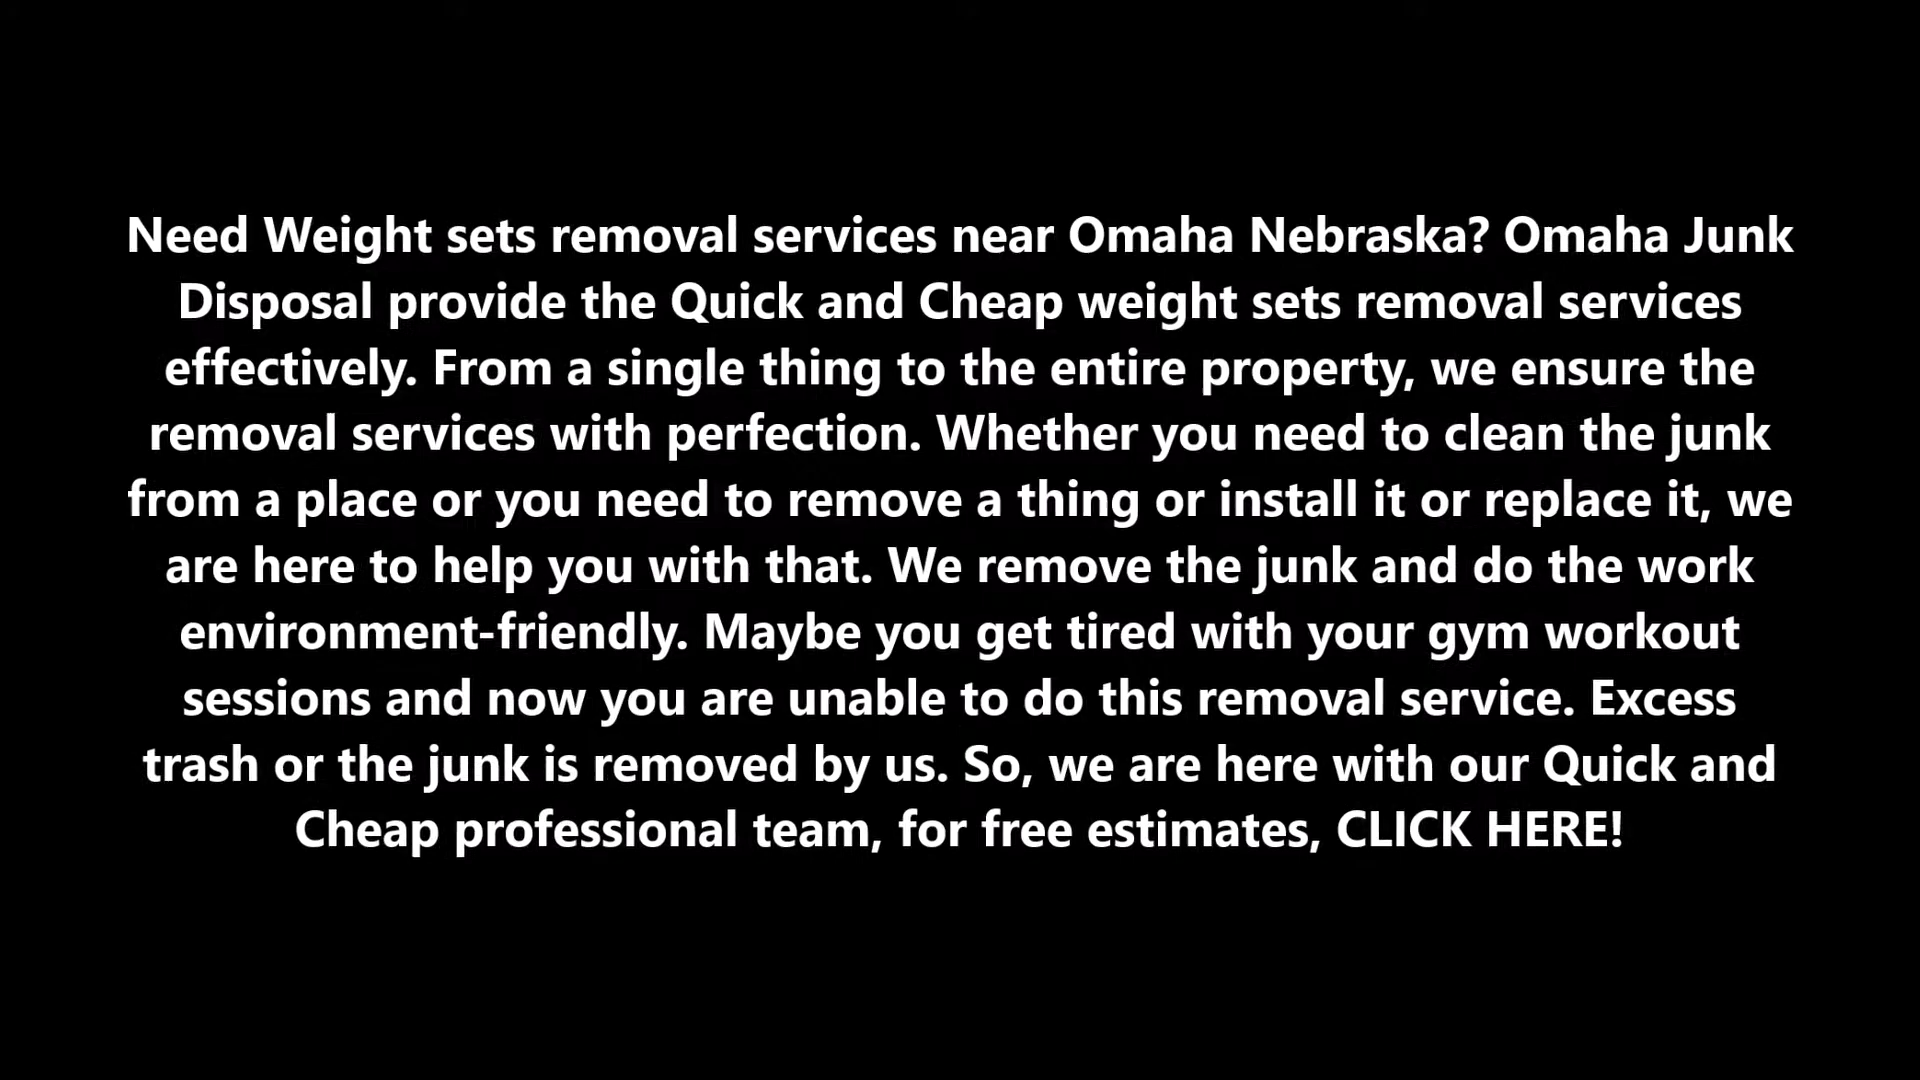 Need Weight sets removal services near Omaha Nebraska? Omaha Junk
Disposal provide the Quick and Cheap weight sets removal services
effectively. From a single thing to the entire property, we ensure the
removal services with perfection. Whether you need to clean the junk
from a place or you need to remove a thing or install it or replace it, we
are here to help you with that. We remove the junk and do the work
environment-friendly. Maybe you get tired with your gym workout
sessions and now you are unable to do this removal service. Excess
trash or the junk is removed by us. So, we are here with our Quick and
Cheap professional team, for free estimates, CLICK HERE!